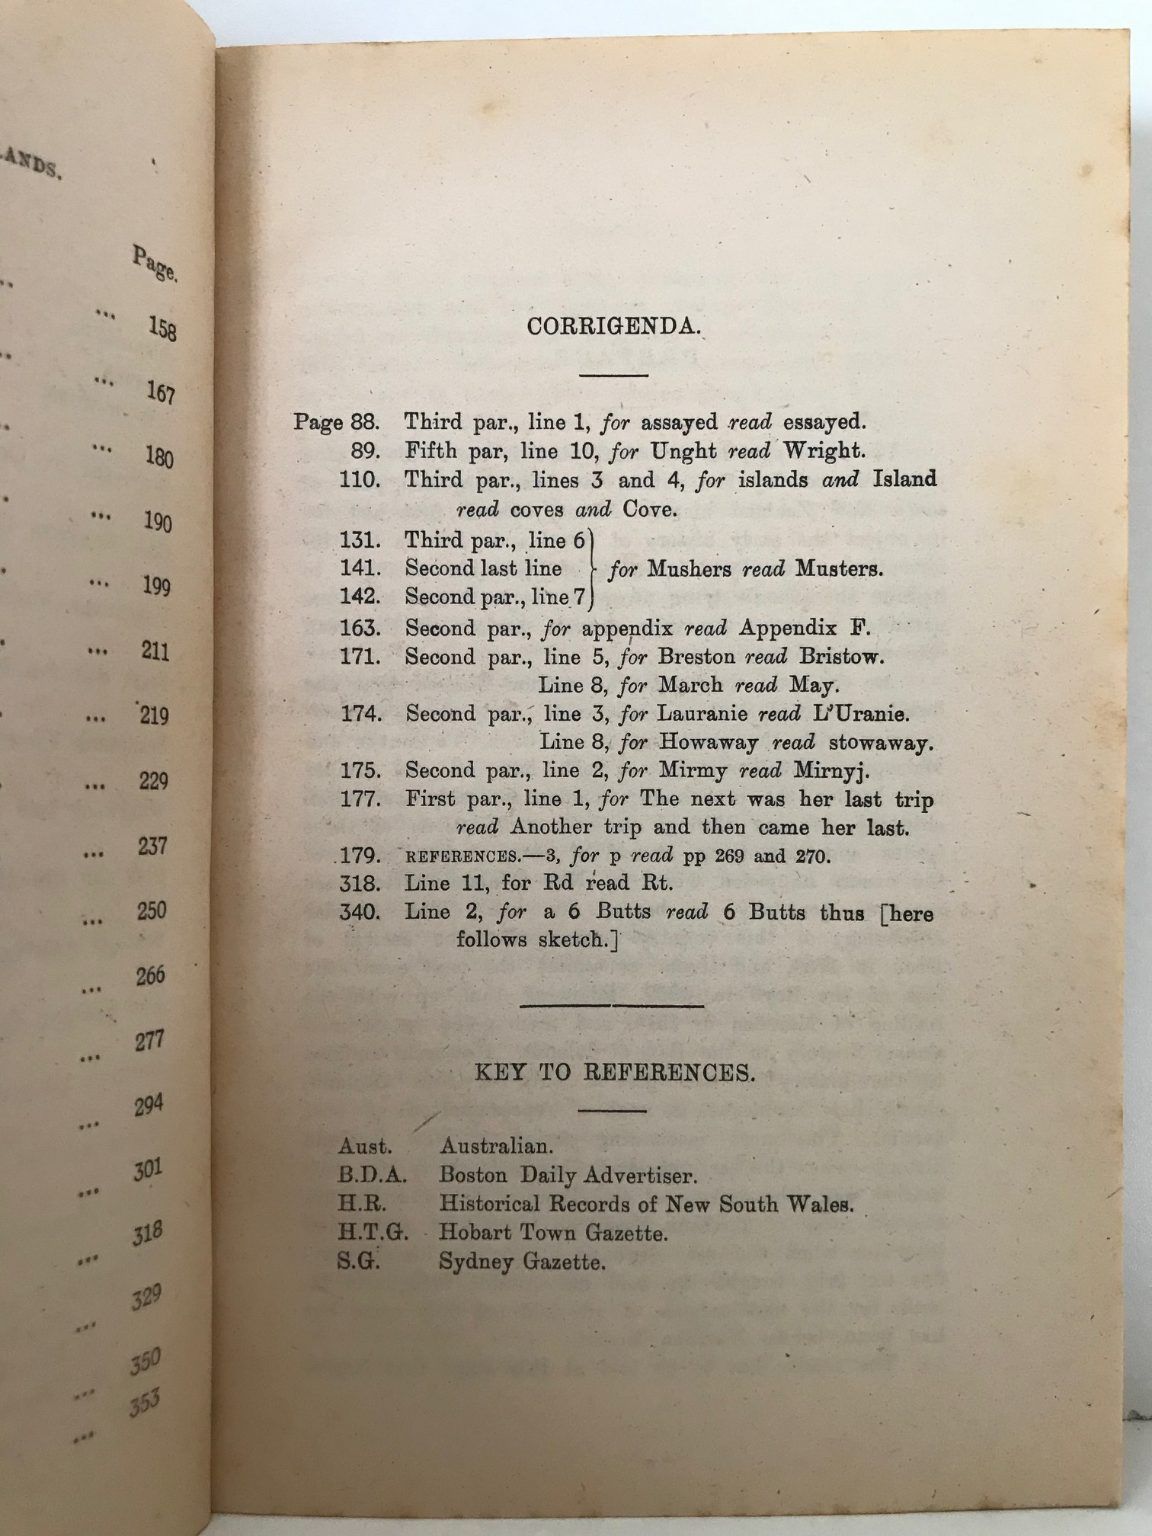 LANDS.
Page.
... 158
... 167
... 180
... 190
... 199
... 211
... 219
... 229
... 237
... 250
... 266
... 277
... 294
... 301
... 318
... 329
... 350
... 353
CORRIGENDA.
Page 88. Third par., line 1, for assayed read essayed.
89. Fifth par, line 10, for Unght read Wright.
110. Third par., lines 3 and 4, for islands and Island
read coves and Cove.
131. Third par., line 6
141. Second last line } for Mushers read Musters.
142. Second par., line 7
163. Second par., for appendix read Appendix F.
171. Second par., line 5, for Breston read Bristow.
Line 8, for March read May.
174. Second par., line 3, for Lauranie read L'Uranie.
Line 8, for Howaway read stowaway.
175. Second par., line 2, for Mirmy read Mirnyj.
177. First par., line 1, for The next was her last trip
read Another trip and then came her last.
179. REFERENCES.—3, for p read pp 269 and 270.
318. Line 11, for Rd read Rt.
340. Line 2, for a 6 Butts read 6 Butts thus [here
follows sketch.]
KEY TO REFERENCES.
Aust. Australian.
B.D.A. Boston Daily Advertiser.
H.R. Historical Records of New South Wales.
H.T.G. Hobart Town Gazette.
S.G. Sydney Gazette.